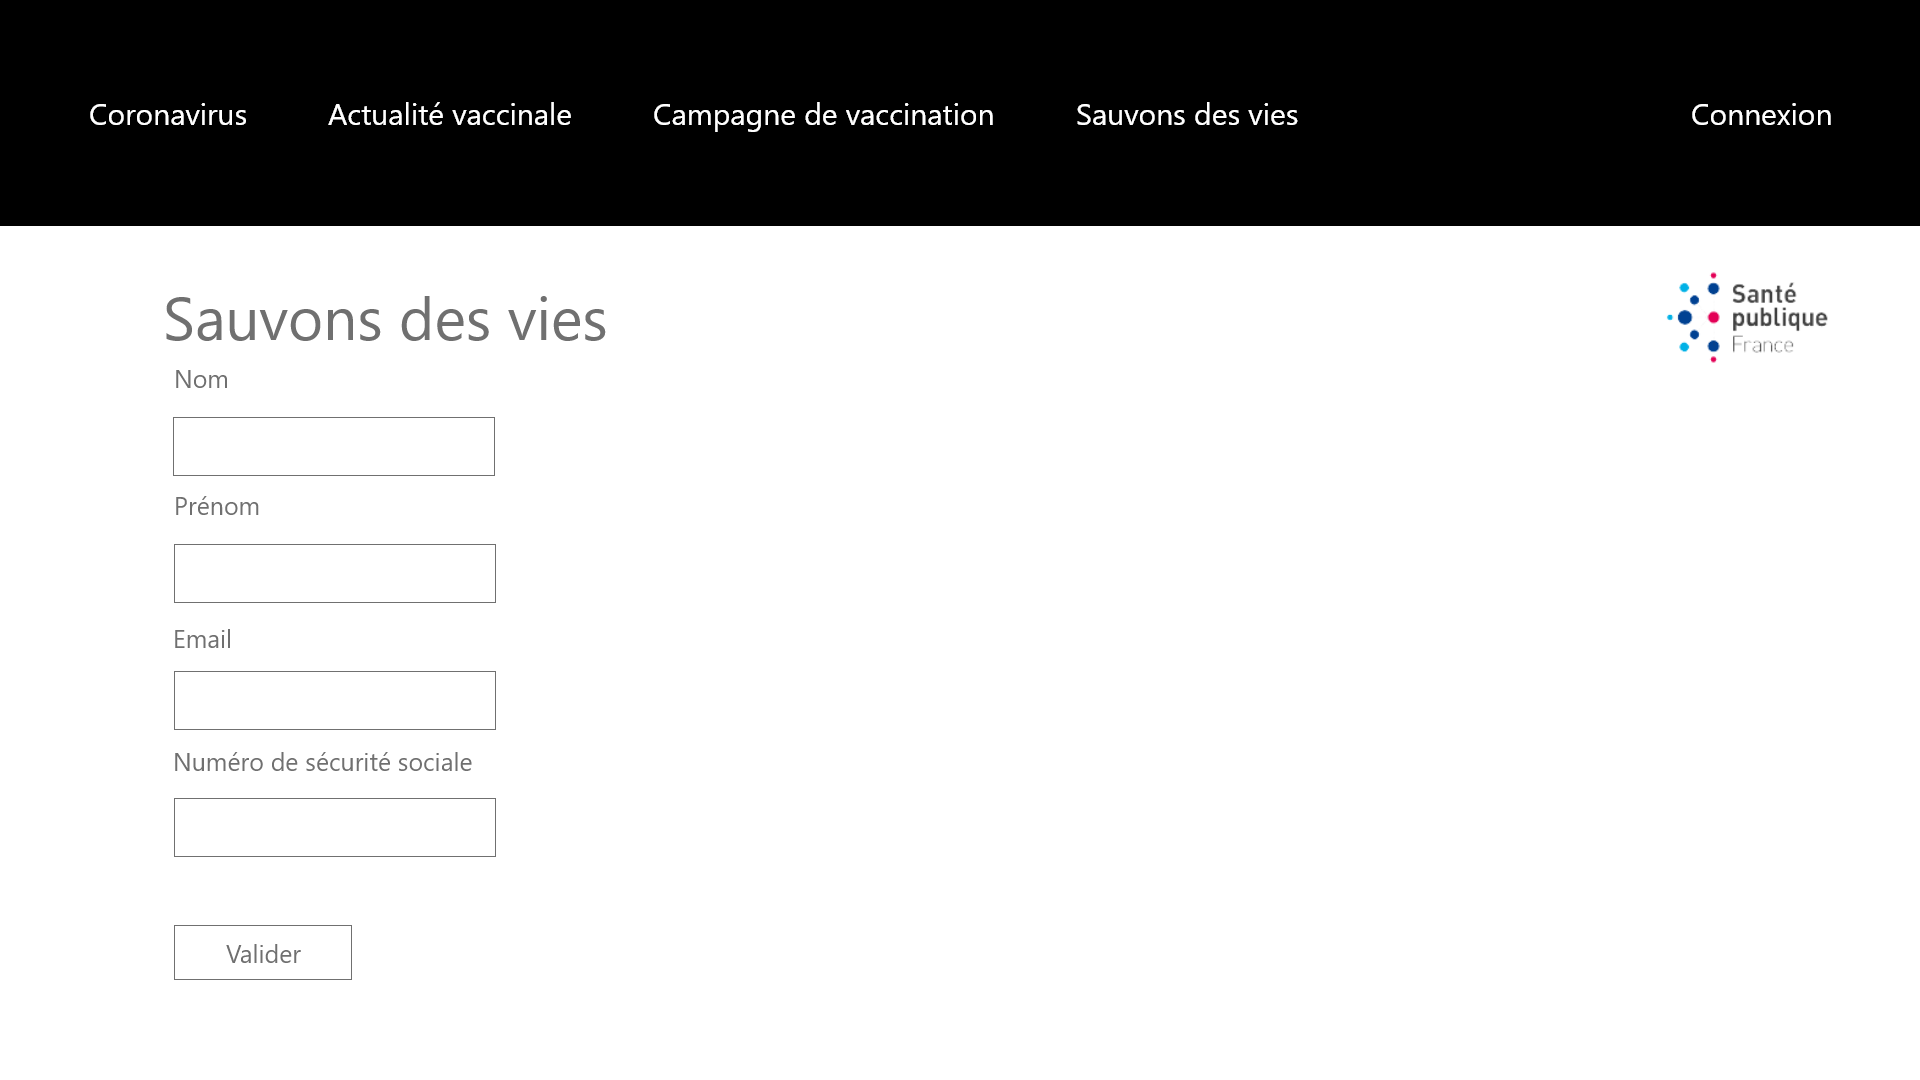 Coronavirus Actualité vaccinale Campagne de vaccination Sauvons des vies Connexion
Sauvons des vies
Santé
publique
France
Nom
Prénom
Email
Numéro de sécurité sociale
Valider